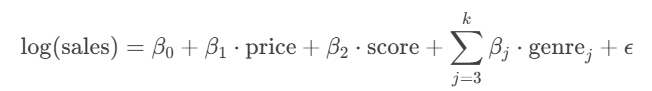 log(sales) = β₀ + β₁ · price + β₂ · score + ∑_{j=3}^{k} βⱼ · genreⱼ + ϵ